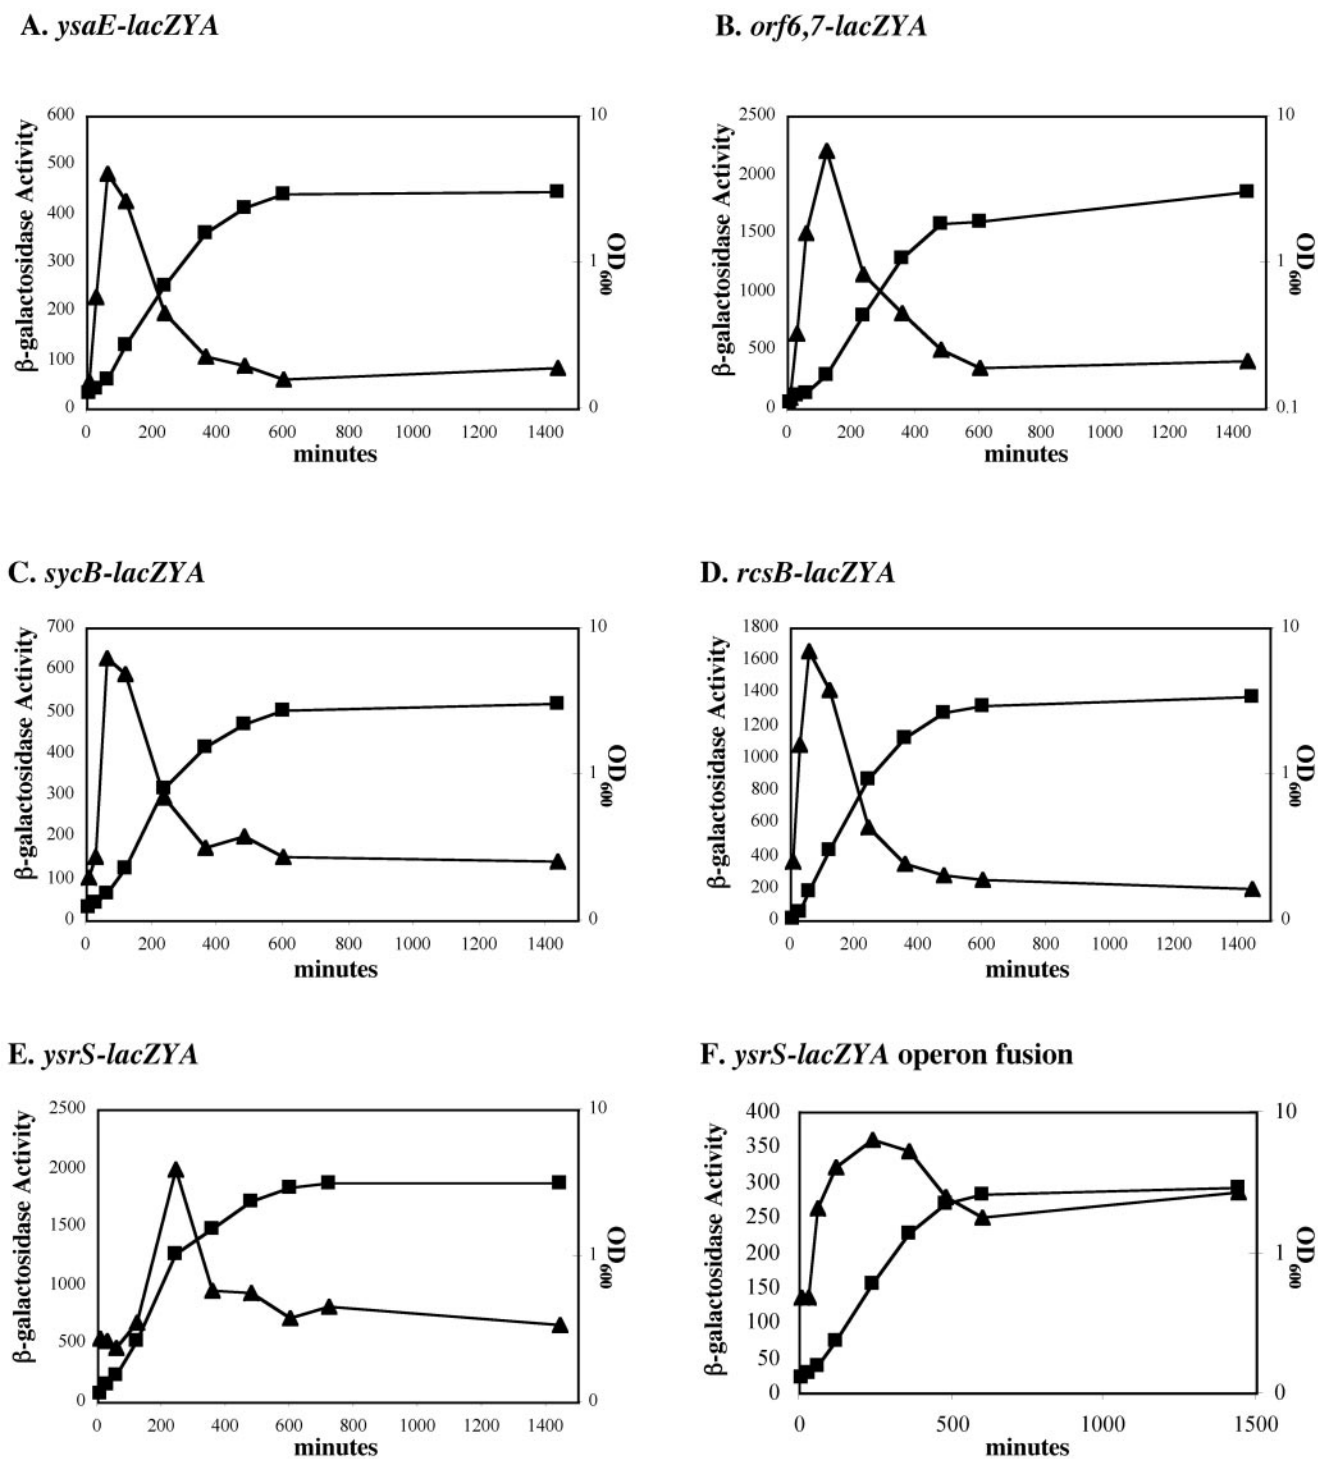 A. ysaE-lacZYA
B. orf6,7-lacZYA
600
500
400
300
200
100
0
β-galactosidase Activity
10
1
0
OD600
0 200 400 600 800 1000 1200 1400
minutes
2500
2000
1500
1000
500
0
β-galactosidase Activity
10
1
0.1
OD600
0 200 400 600 800 1000 1200 1400
minutes
C. sycB-lacZYA
D. rcsB-lacZYA
700
600
500
400
300
200
100
0
β-galactosidase Activity
10
1
0
OD600
0 200 400 600 800 1000 1200 1400
minutes
1800
1600
1400
1200
1000
800
600
400
200
0
β-galactosidase Activity
10
1
0
OD600
0 200 400 600 800 1000 1200 1400
minutes
E. ysrS-lacZYA
F. ysrS-lacZYA operon fusion
2500
2000
1500
1000
500
0
β-galactosidase Activity
10
1
0
OD600
0 200 400 600 800 1000 1200 1400
minutes
400
350
300
250
200
150
100
50
0
β-galactosidase Activity
10
1
0
OD600
0 500 1000 1500
minutes